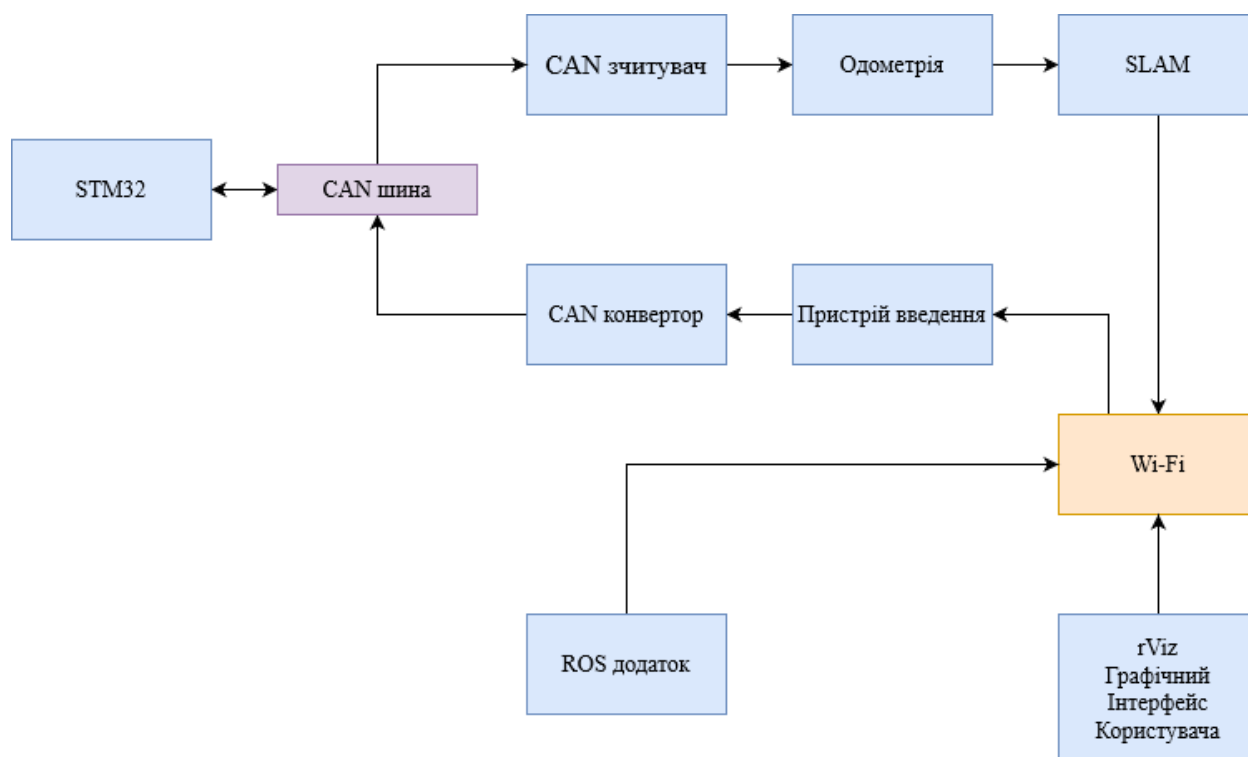 CAN зчитувач
Одометрія
SLAM
STM32
CAN шина
CAN конвертор
Пристрій введення
Wi-Fi
ROS додаток
rViz
Графічний
Інтерфейс
Користувача